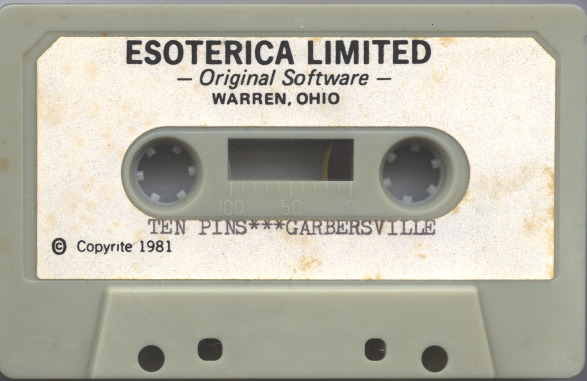 ESOTERICA LIMITED
— Original Software —
WARREN, OHIO
100 50 0
TEN PINS***GARBERSVILLE
© Copyrite 1981